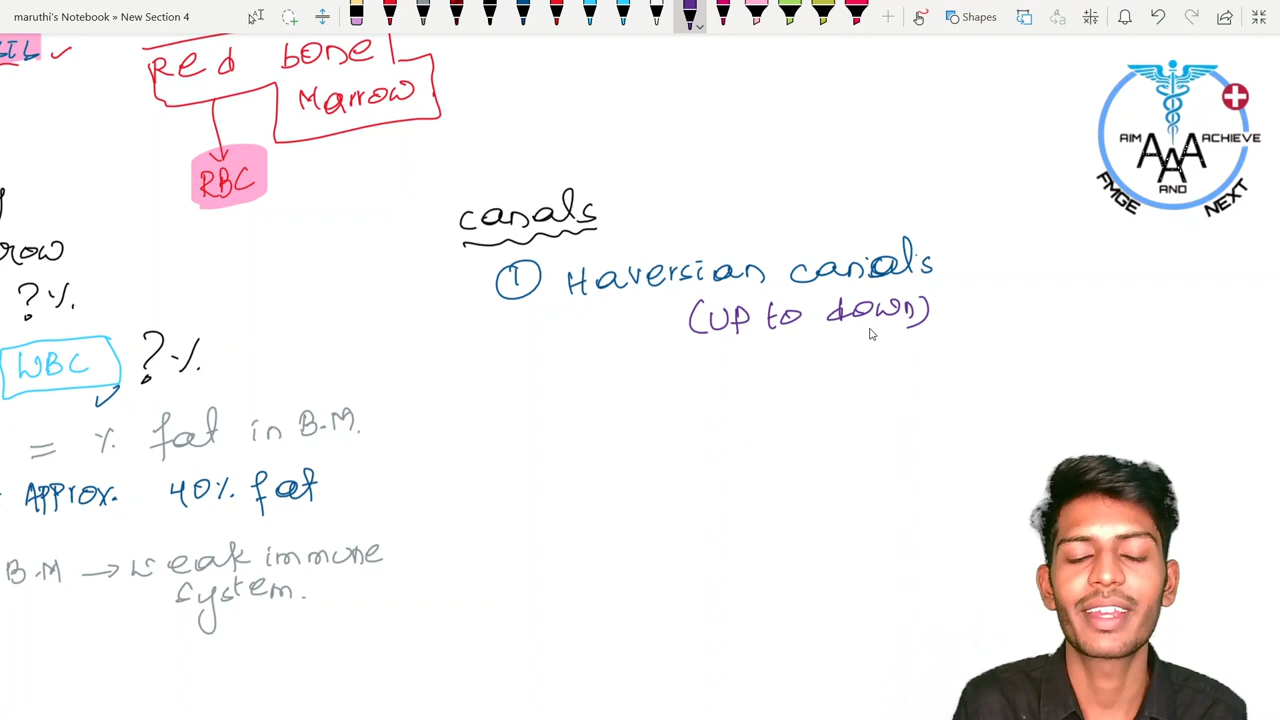 maruthi's Notebook » New Section 4
Shapes
Red bone
Marrow
RBC
row
? %.
WBC
? %
= % fat in B.M.
Approx. 40% fat
B.M → Weak immune
system.
canals
① Haversian canals
(UP to down)
AIM
ACHIEVE
AAA
AND
FMGE
NEXT